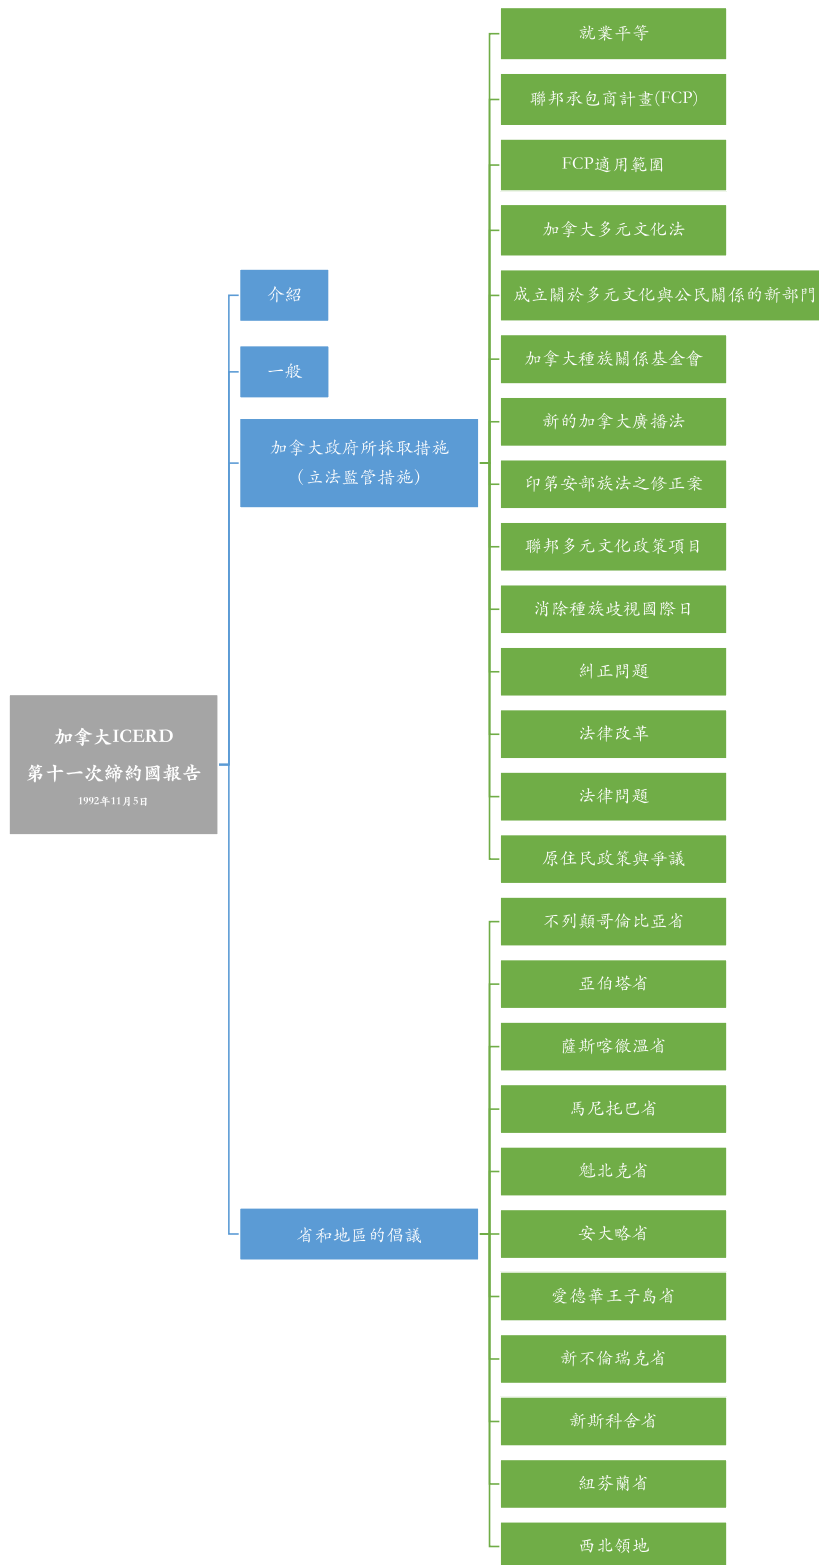 加拿大ICERD
第十一次締約國報告
1992年11月5日
介紹
一般
加拿大政府所採取措施
（立法監管措施）
就業平等
聯邦承包商計畫(FCP)
FCP適用範圍
加拿大多元文化法
成立關於多元文化與公民關係的新部門
加拿大種族關係基金會
新的加拿大廣播法
印第安部族法之修正案
聯邦多元文化政策項目
消除種族歧視國際日
糾正問題
法律改革
法律問題
原住民政策與爭議
省和地區的倡議
不列顛哥倫比亞省
亞伯塔省
薩斯喀徹溫省
馬尼托巴省
魁北克省
安大略省
愛德華王子島省
新不倫瑞克省
新斯科舍省
紐芬蘭省
西北領地